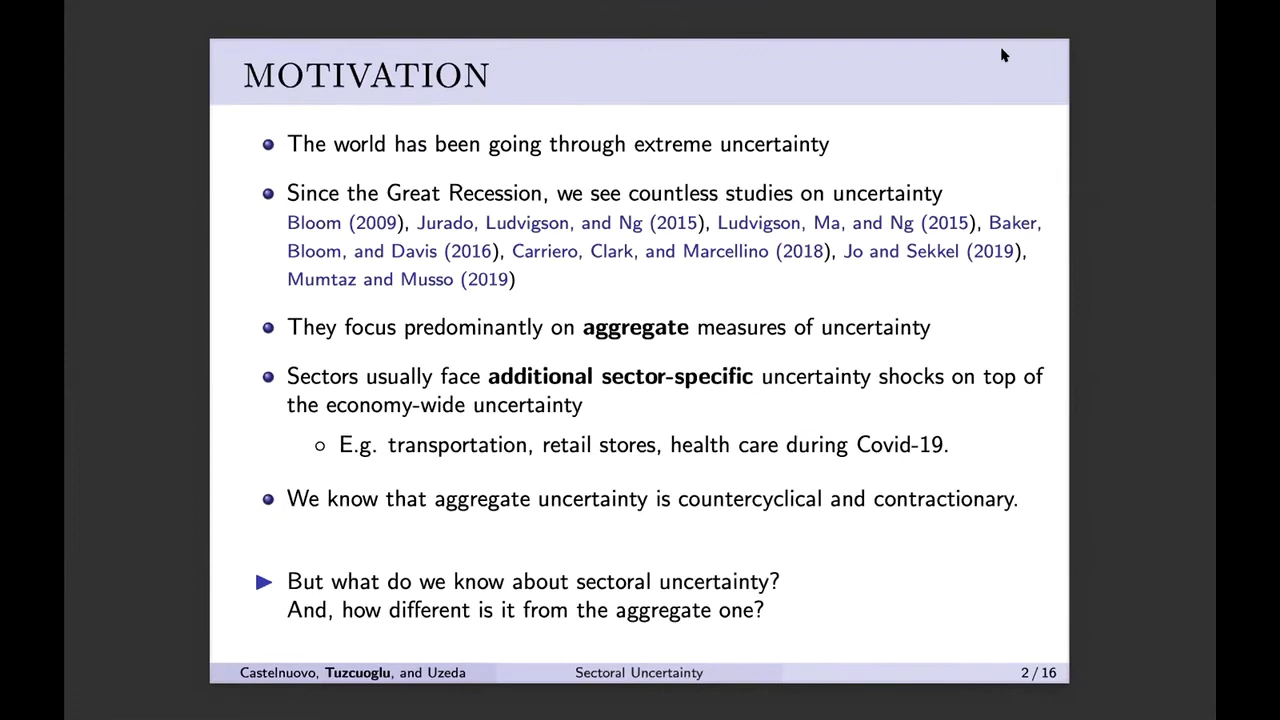 MOTIVATION
The world has been going through extreme uncertainty
Since the Great Recession, we see countless studies on uncertainty
Bloom (2009), Jurado, Ludvigson, and Ng (2015), Ludvigson, Ma, and Ng (2015), Baker,
Bloom, and Davis (2016), Carriero, Clark, and Marcellino (2018), Jo and Sekkel (2019),
Mumtaz and Musso (2019)
They focus predominantly on aggregate measures of uncertainty
Sectors usually face additional sector-specific uncertainty shocks on top of
the economy-wide uncertainty
E.g. transportation, retail stores, health care during Covid-19.
We know that aggregate uncertainty is countercyclical and contractionary.
But what do we know about sectoral uncertainty?
And, how different is it from the aggregate one?
Castelnuovo, Tuzcuoglu, and Uzeda Sectoral Uncertainty 2 / 16